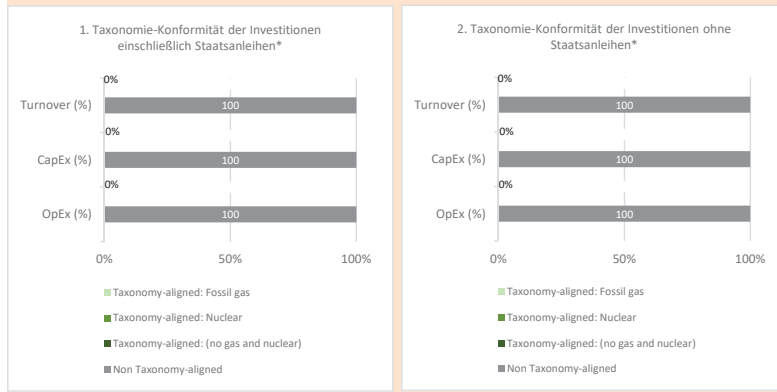 1. Taxonomie-Konformität der Investitionen
einschließlich Staatsanleihen*
0%
Turnover (%)
100
0%
CapEx (%)
100
0%
OpEx (%)
100
0%
50%
100%
Taxonomy-aligned: Fossil gas
Taxonomy-aligned: Nuclear
Taxonomy-aligned: (no gas and nuclear)
Non Taxonomy-aligned
2. Taxonomie-Konformität der Investitionen ohne
Staatsanleihen*
0%
Turnover (%)
100
0%
CapEx (%)
100
0%
OpEx (%)
100
0%
50%
100%
Taxonomy-aligned: Fossil gas
Taxonomy-aligned: Nuclear
Taxonomy-aligned: (no gas and nuclear)
Non Taxonomy-aligned